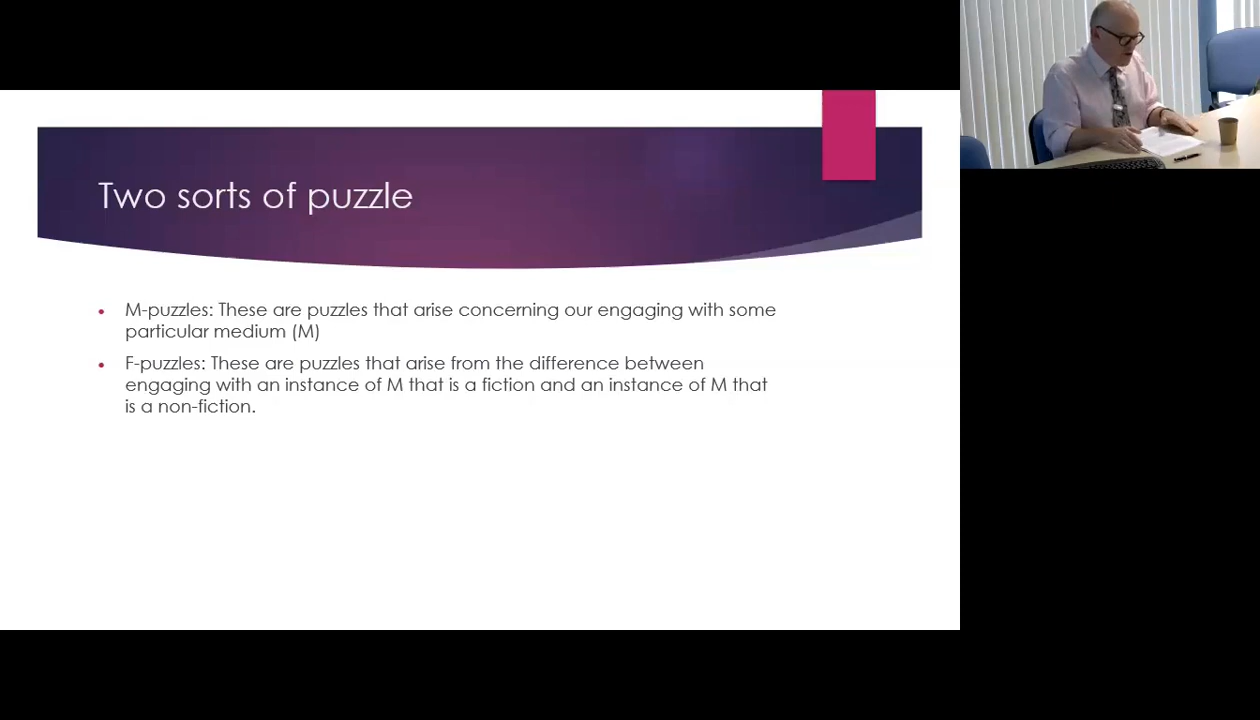 Two sorts of puzzle
M-puzzles: These are puzzles that arise concerning our engaging with some
particular medium (M)
F-puzzles: These are puzzles that arise from the difference between
engaging with an instance of M that is a fiction and an instance of M that
is a non-fiction.